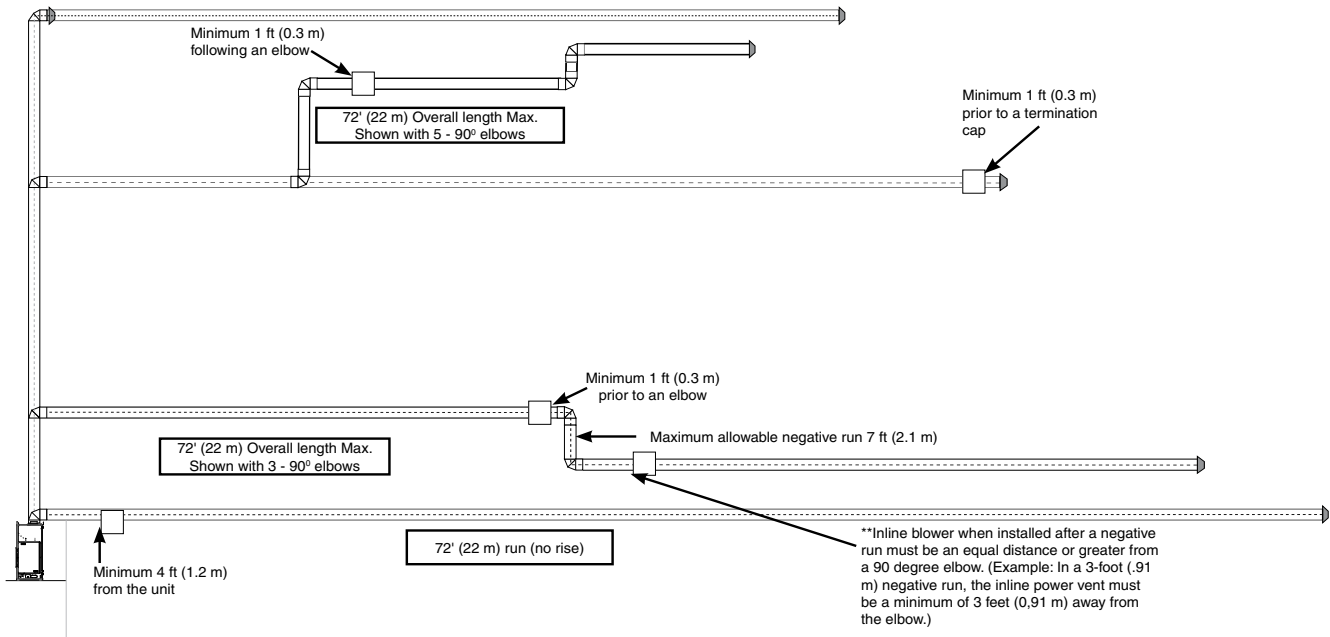 Minimum 1 ft (0.3 m)
following an elbow
72' (22 m) Overall length Max.
Shown with 5 - 90⁰ elbows
Minimum 1 ft (0.3 m)
prior to a termination
cap
Minimum 1 ft (0.3 m)
prior to an elbow
Maximum allowable negative run 7 ft (2.1 m)
72' (22 m) Overall length Max.
Shown with 3 - 90⁰ elbows
72' (22 m) run (no rise)
Minimum 4 ft (1.2 m)
from the unit
**Inline blower when installed after a negative
run must be an equal distance or greater from
a 90 degree elbow. (Example: In a 3-foot (.91
m) negative run, the inline power vent must
be a minimum of 3 feet (0,91 m) away from
the elbow.)